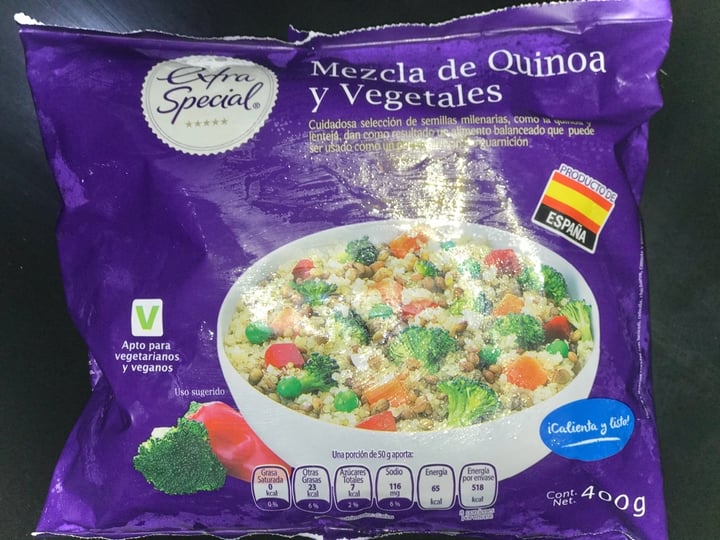 Extra
Special®
Mezcla de Quinoa
y Vegetales
Cuidadosa selección de semillas milenarias, como la quinoa y
lenteja, dan como resultado un alimento balanceado que puede
ser usado como un guarnición
PRODUCTO DE
ESPAÑA
V
Apto para
vegetarianos
y veganos
Uso sugerido
¡Calienta y listo!
Una porción de 50 g aporta:
Grasa Saturada 0 kcal 0%
Otras Grasas 23 kcal 6%
Azúcares Totales 7 kcal 2%
Sodio 116 mg 6%
Energía 65 kcal
Energía por envase 518 kcal
Cont. Net. 400g